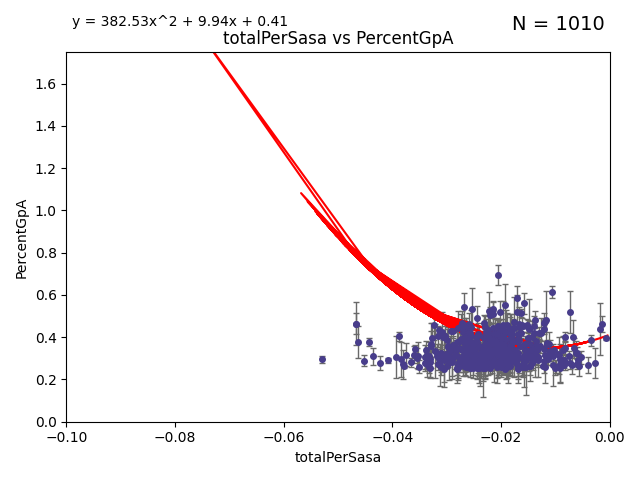 y = 382.53x^2 + 9.94x + 0.41
N = 1010
totalPerSasa vs PercentGpA
PercentGpA
1.6
1.4
1.2
1.0
0.8
0.6
0.4
0.2
0.0
−0.10 −0.08 −0.06 −0.04 −0.02 0.00
totalPerSasa